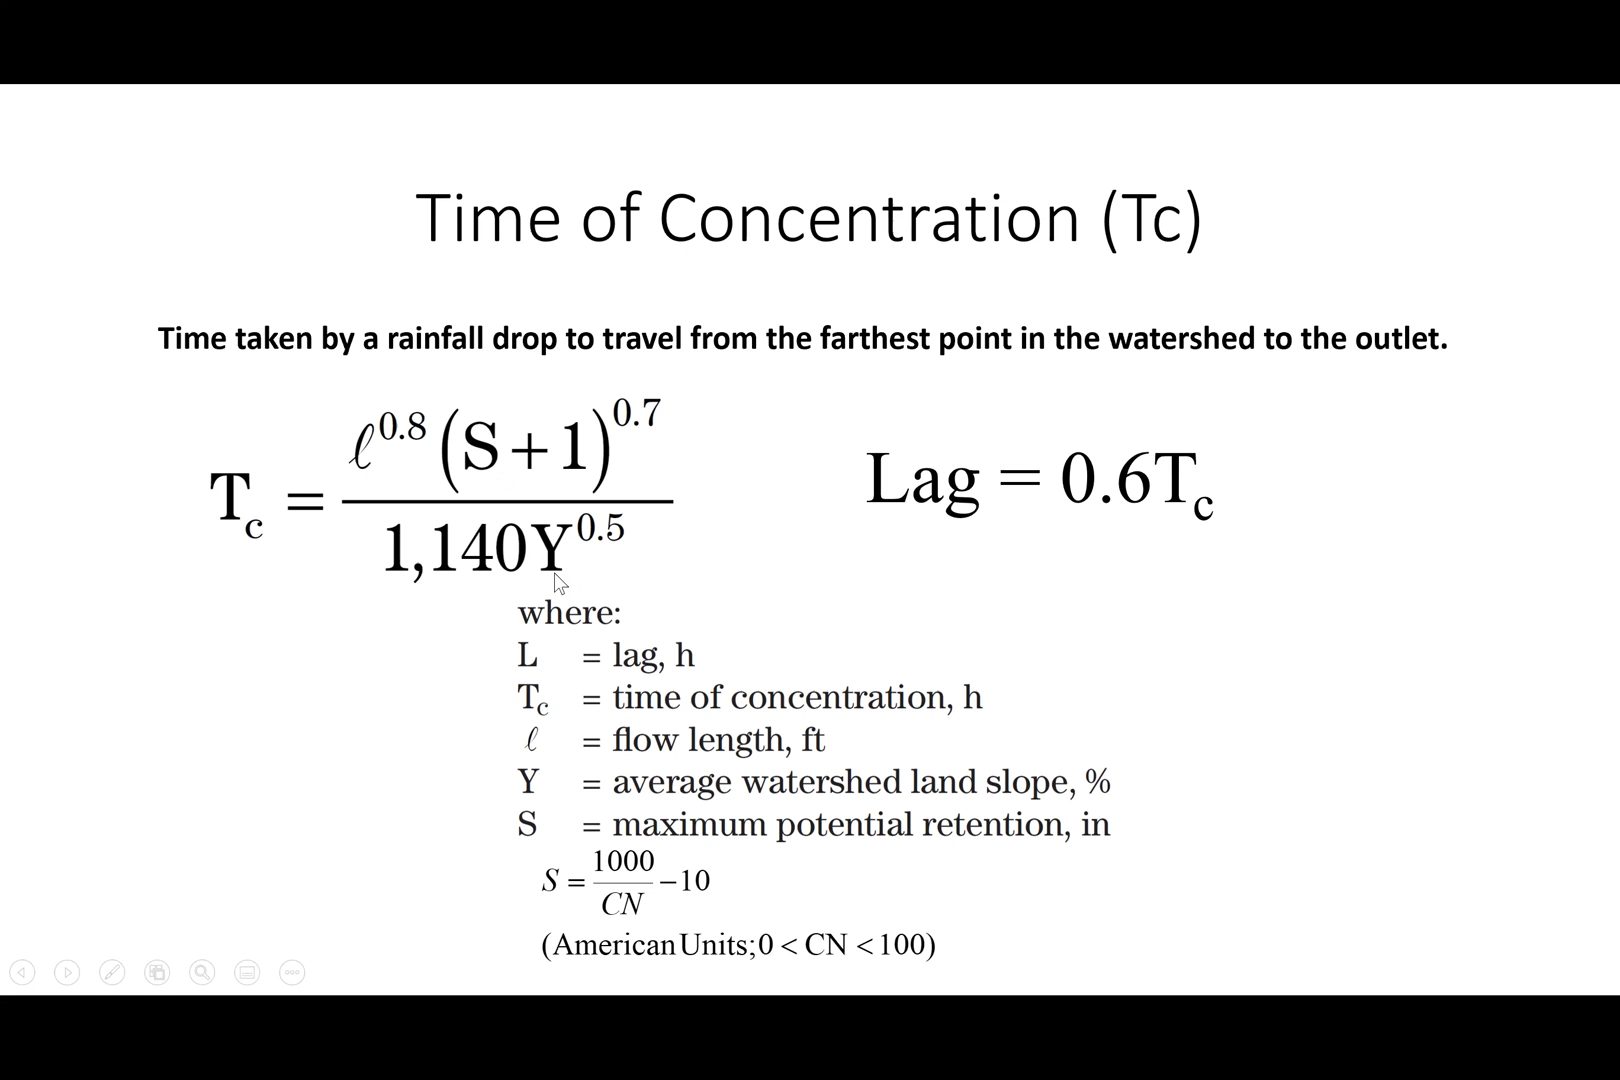 Time of Concentration (Tc)
Time taken by a rainfall drop to travel from the farthest point in the watershed to the outlet.
T_c = ℓ^0.8 (S+1)^0.7 / 1,140Y^0.5
Lag = 0.6T_c
where:
L = lag, h
T_c = time of concentration, h
ℓ = flow length, ft
Y = average watershed land slope, %
S = maximum potential retention, in
S = 1000/CN −10
(American Units;0 < CN < 100)